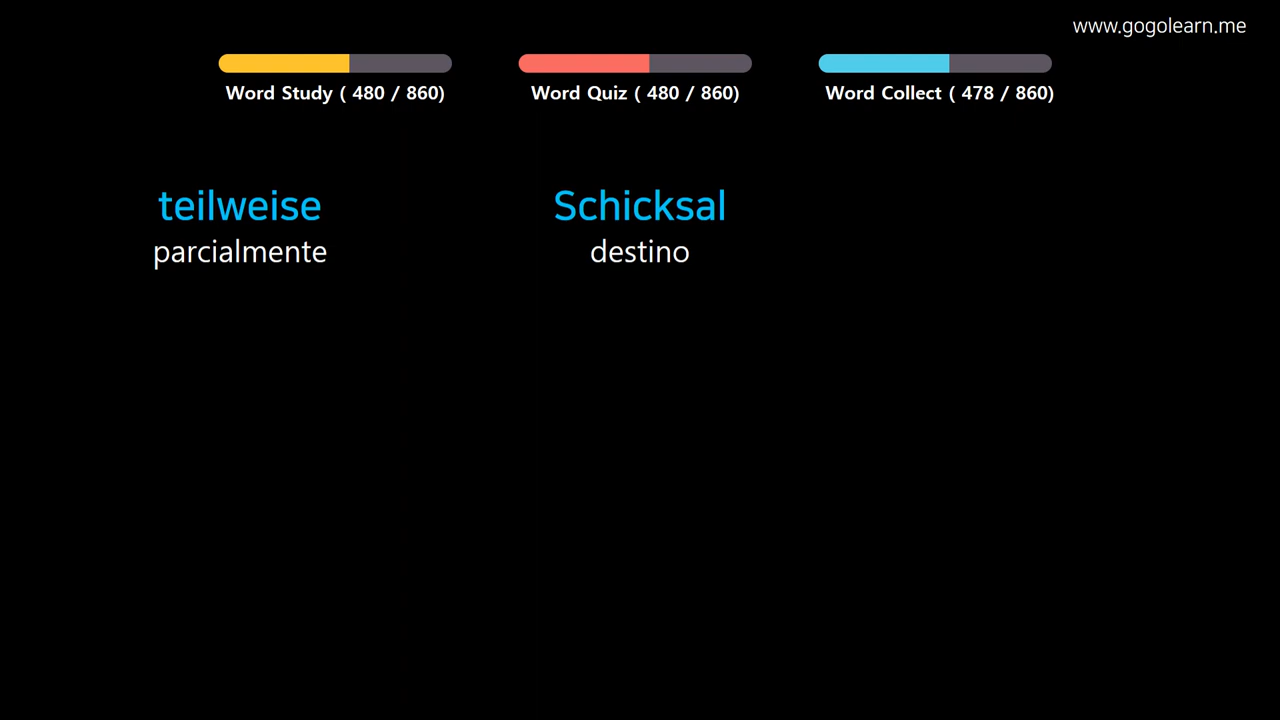 www.gogolearn.me
Word Study ( 480 / 860)
Word Quiz ( 480 / 860)
Word Collect ( 478 / 860)
teilweise
parcialmente
Schicksal
destino